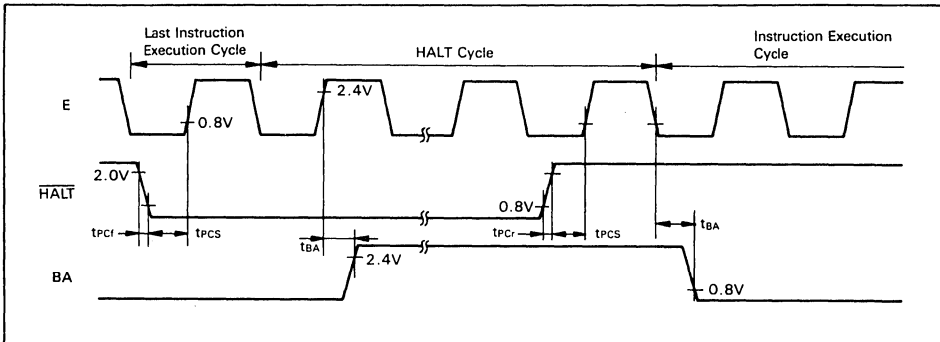 Last Instruction
Execution Cycle
HALT Cycle
Instruction Execution
Cycle
E
2.4V
0.8V
2.0V
HALT
0.8V
tPCf
tPCS
tBA
tPCr
tPCS
tBA
BA
2.4V
0.8V